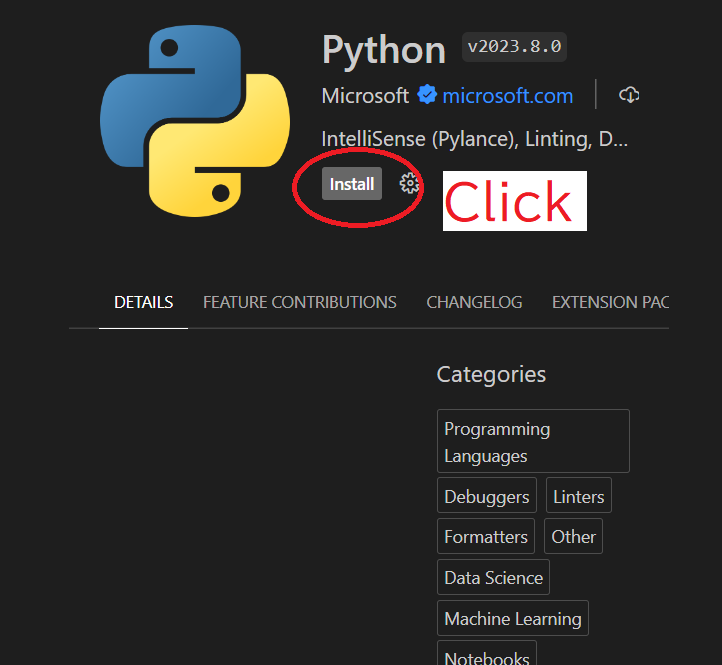 Python v2023.8.0
Microsoft microsoft.com
IntelliSense (Pylance), Linting, D...
Install
Click
DETAILS FEATURE CONTRIBUTIONS CHANGELOG EXTENSION PAC
Categories
Programming
Languages
Debuggers Linters
Formatters Other
Data Science
Machine Learning
Notebooks